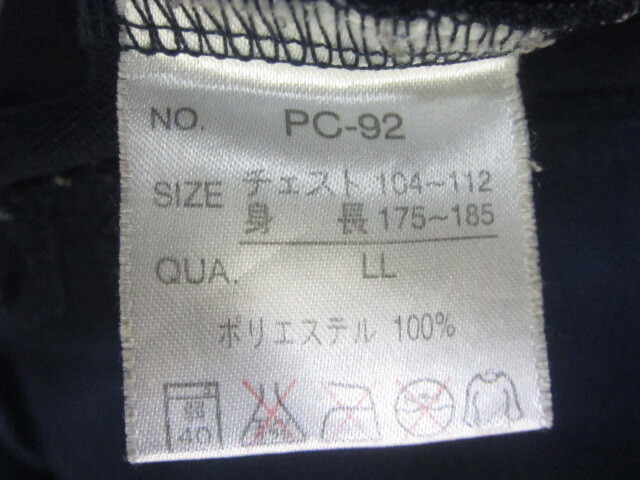 NO. PC-92
SIZE チェスト 104~112
身長 175~185
QUA. LL
ポリエステル 100%
40